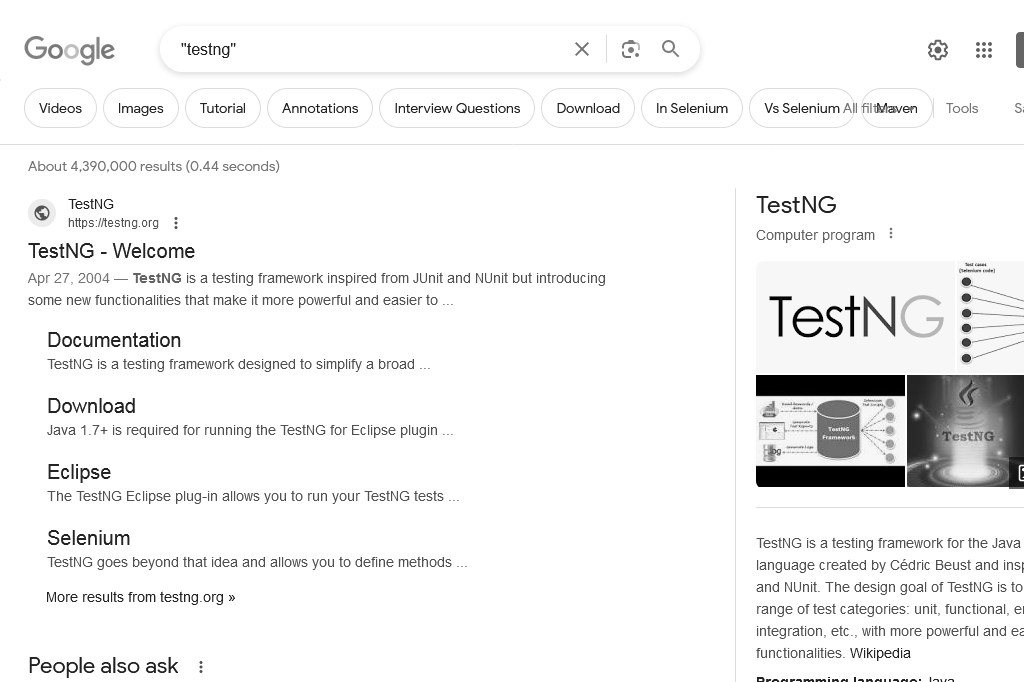 Google
"testng"
Videos
Images
Tutorial
Annotations
Interview Questions
Download
In Selenium
Vs Selenium
All filters
Maven
Tools
About 4,390,000 results (0.44 seconds)
TestNG
https://testng.org
TestNG - Welcome
Apr 27, 2004 — TestNG is a testing framework inspired from JUnit and NUnit but introducing
some new functionalities that make it more powerful and easier to ...
Documentation
TestNG is a testing framework designed to simplify a broad ...
Download
Java 1.7+ is required for running the TestNG for Eclipse plugin ...
Eclipse
The TestNG Eclipse plug-in allows you to run your TestNG tests ...
Selenium
TestNG goes beyond that idea and allows you to define methods ...
More results from testng.org »
People also ask
TestNG
Computer program
TestNG
Test cases
(Selenium code)
TestNG
Framework
TestNG
TestNG is a testing framework for the Java
language created by Cédric Beust and insp
and NUnit. The design goal of TestNG is to
range of test categories: unit, functional, e
integration, etc., with more powerful and ea
functionalities. Wikipedia
Programming language: Java